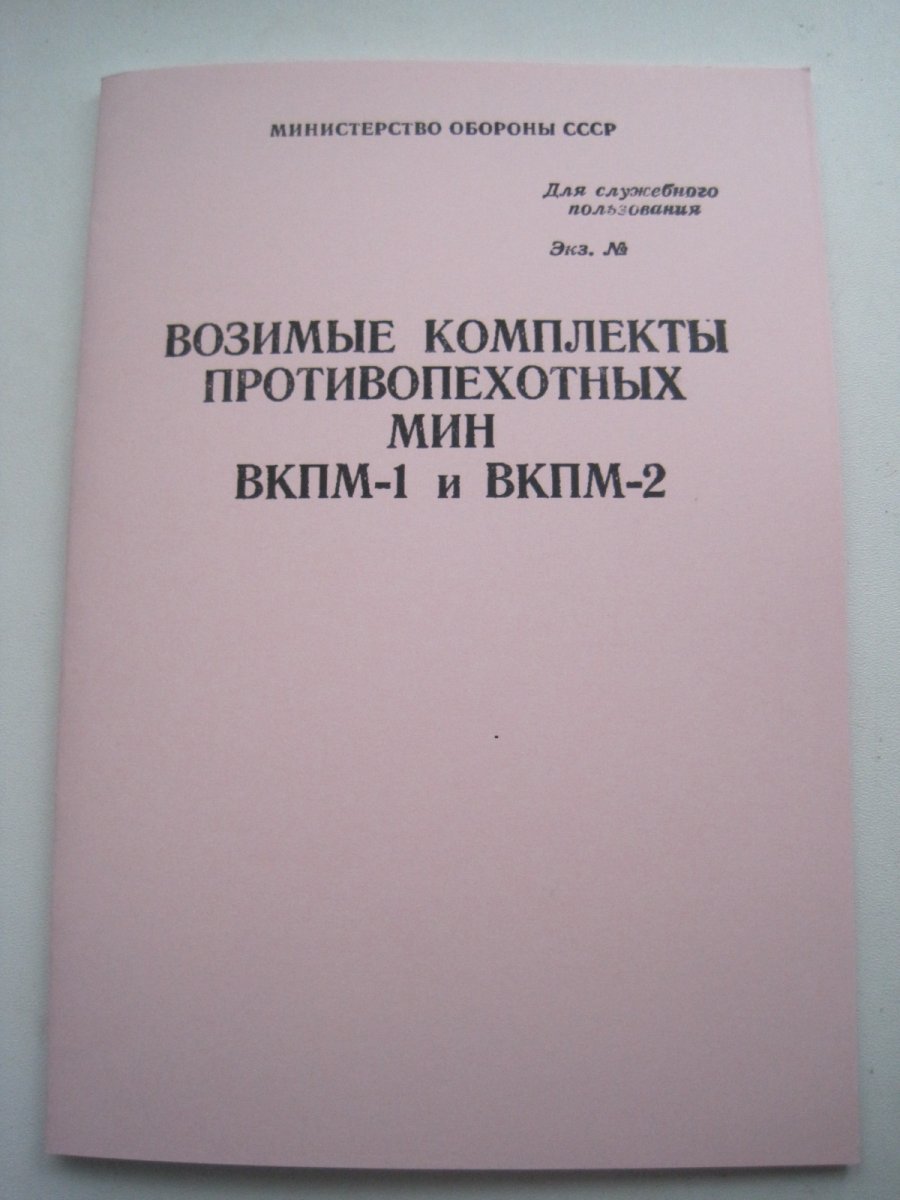 МИНИСТЕРСТВО ОБОРОНЫ СССР
Для служебного
пользования
Экз. №
ВОЗИМЫЕ КОМПЛЕКТЫ
ПРОТИВОПЕХОТНЫХ
МИН
ВКПМ-1 и ВКПМ-2